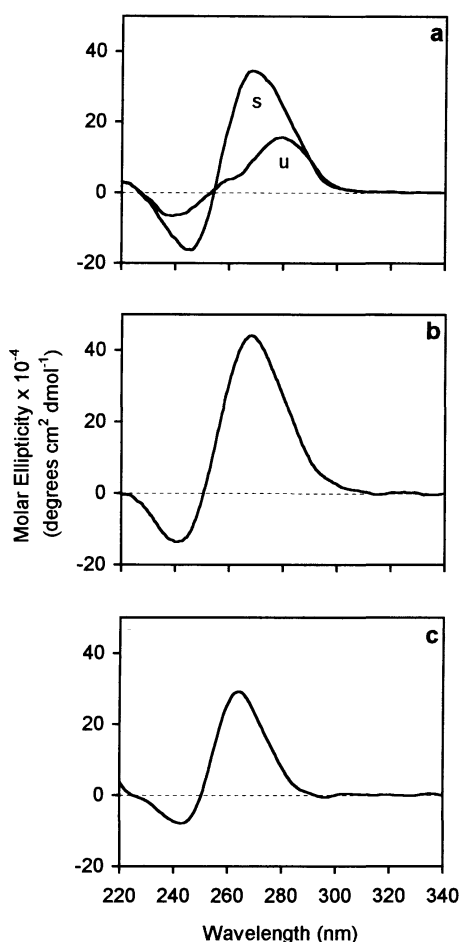 a
40
20
0
-20
s
u
b
40
20
0
-20
Molar Ellipticity x 10⁻⁴
(degrees cm² dmol⁻¹)
c
40
20
0
-20
220 240 260 280 300 320 340
Wavelength (nm)